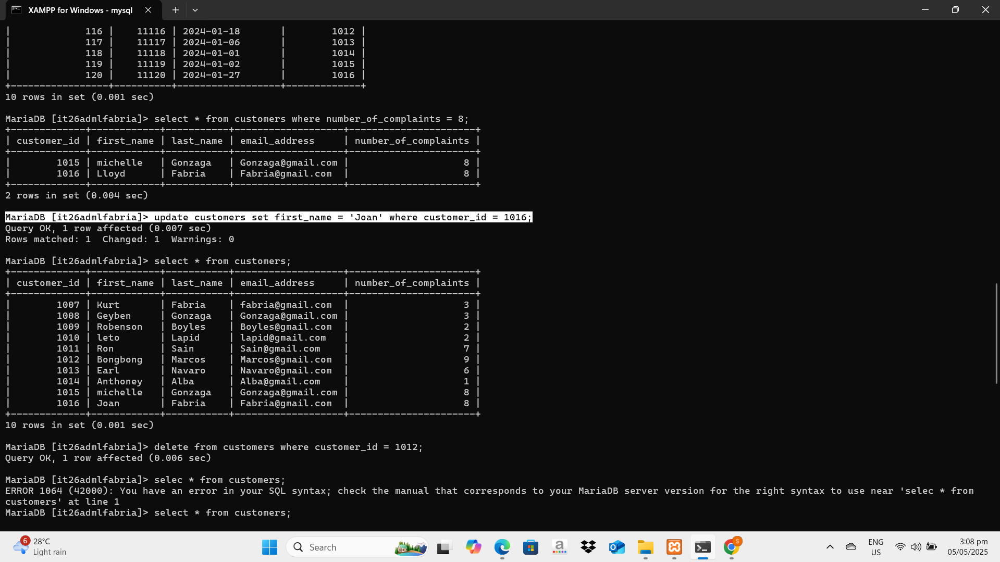 XAMPP for Windows - mysql
| 116 | 11116 | 2024-01-18 | 1012 |
| 117 | 11117 | 2024-01-06 | 1013 |
| 118 | 11118 | 2024-01-01 | 1014 |
| 119 | 11119 | 2024-01-02 | 1015 |
| 120 | 11120 | 2024-01-27 | 1016 |
+-----------------+----------+------------------+-------------+
10 rows in set (0.001 sec)
MariaDB [it26admlfabria]> select * from customers where number_of_complaints = 8;
+-------------+------------+-----------+-------------------+----------------------+
| customer_id | first_name | last_name | email_address | number_of_complaints |
+-------------+------------+-----------+-------------------+----------------------+
| 1015 | michelle | Gonzaga | Gonzaga@gmail.com | 8 |
| 1016 | Lloyd | Fabria | Fabria@gmail.com | 8 |
+-------------+------------+-----------+-------------------+----------------------+
2 rows in set (0.004 sec)
MariaDB [it26admlfabria]> update customers set first_name = 'Joan' where customer_id = 1016;
Query OK, 1 row affected (0.007 sec)
Rows matched: 1  Changed: 1  Warnings: 0
MariaDB [it26admlfabria]> select * from customers;
+-------------+------------+-----------+-------------------+----------------------+
| customer_id | first_name | last_name | email_address | number_of_complaints |
+-------------+------------+-----------+-------------------+----------------------+
| 1007 | Kurt | Fabria | fabria@gmail.com | 3 |
| 1008 | Geyben | Gonzaga | Gonzaga@gmail.com | 3 |
| 1009 | Robenson | Boyles | Boyles@gmail.com | 2 |
| 1010 | leto | Lapid | lapid@gmail.com | 2 |
| 1011 | Ron | Sain | Sain@gmail.com | 7 |
| 1012 | Bongbong | Marcos | Marcos@gmail.com | 9 |
| 1013 | Earl | Navaro | Navaro@gmail.com | 6 |
| 1014 | Anthoney | Alba | Alba@gmail.com | 1 |
| 1015 | michelle | Gonzaga | Gonzaga@gmail.com | 8 |
| 1016 | Joan | Fabria | Fabria@gmail.com | 8 |
+-------------+------------+-----------+-------------------+----------------------+
10 rows in set (0.001 sec)
MariaDB [it26admlfabria]> delete from customers where customer_id = 1012;
Query OK, 1 row affected (0.006 sec)
MariaDB [it26admlfabria]> selec * from customers;
ERROR 1064 (42000): You have an error in your SQL syntax; check the manual that corresponds to your MariaDB server version for the right syntax to use near 'selec * from
customers' at line 1
MariaDB [it26admlfabria]> select * from customers;
6
28°C
Light rain
Search
a
S
ENG
US
3:08 pm
05/05/2025